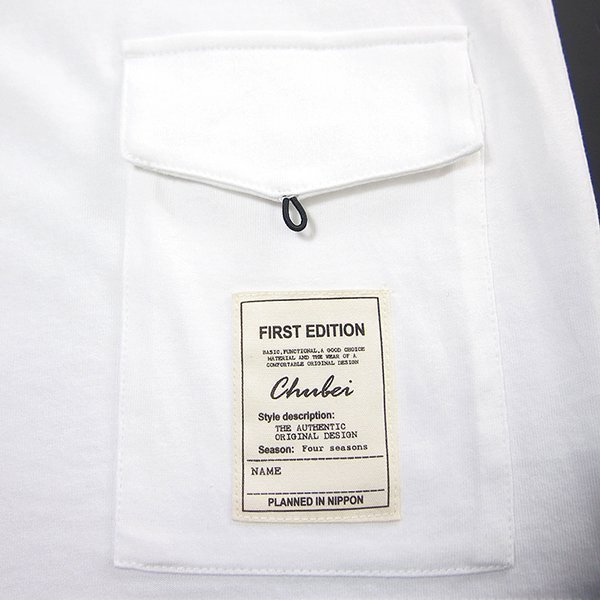 FIRST EDITION
BASIC,FUNCTIONAL,A GOOD CHOICE
MATERIAL AND THE WEAR OF A
COMFORTABLE ORIGINAL DESIGN
Chubei
Style description:
THE AUTHENTIC
ORIGINAL DESIGN
Season: Four seasons
NAME
PLANNED IN NIPPON